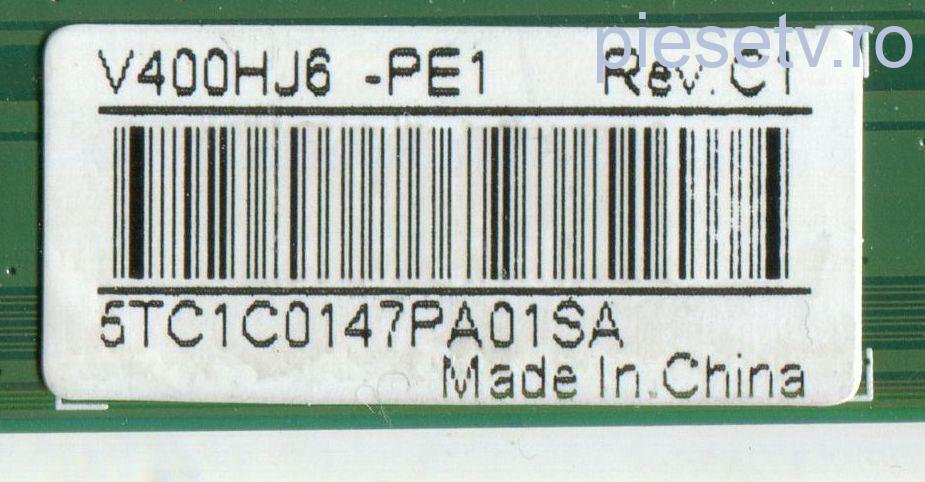 piesetv.ro
V400HJ6 -PE1 Rev.C1
5TC1C0147PA01SA
Made In.China